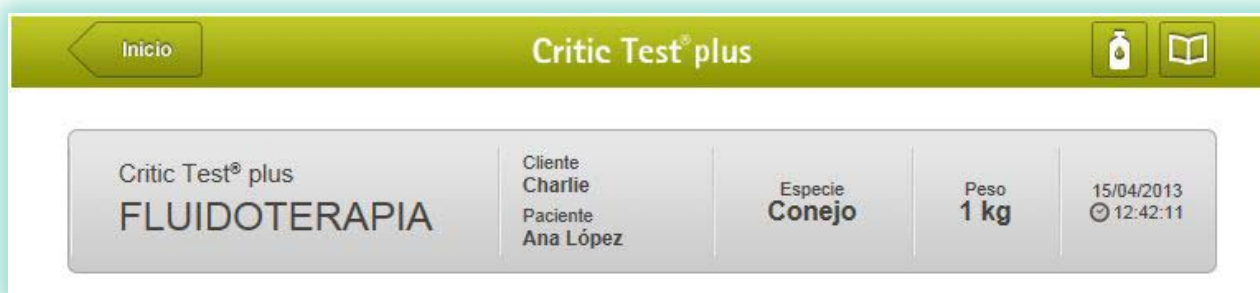 Inicio
Critic Test® plus
Critic Test® plus
FLUIDOTERAPIA
Cliente
Charlie
Paciente
Ana López
Especie
Conejo
Peso
1 kg
15/04/2013
12:42:11